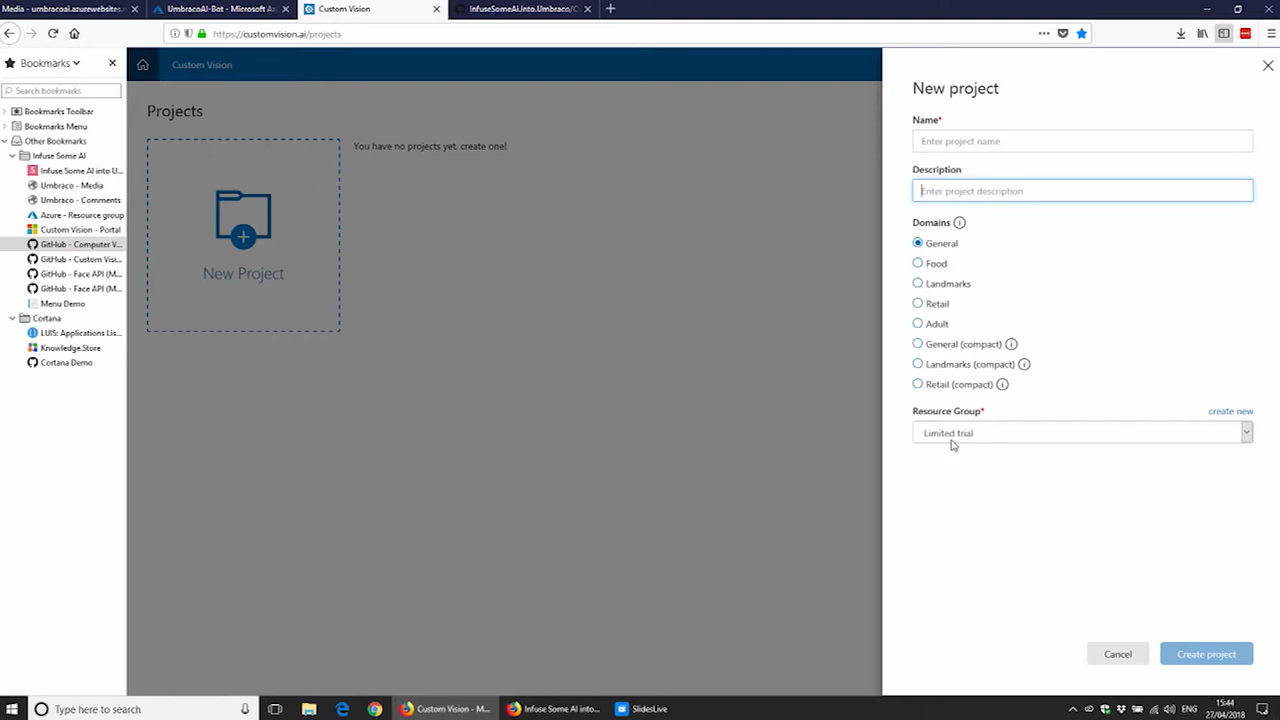 Media - umbracoai.azurewebsites.n
UmbracoAI-Bot - Microsoft Az
Custom Vision
InfuseSomeAI.Into.Umbraco/C
https://customvision.ai/projects
Bookmarks
Search bookmarks
Bookmarks Toolbar
Bookmarks Menu
Other Bookmarks
Infuse Some AI
Infuse Some AI into U...
Umbraco - Media
Umbraco - Comments
Azure - Resource group
Custom Vision - Portal
GitHub - Computer V...
GitHub - Custom Visi...
GitHub - Face API (M...
GitHub - Face API (M...
Menu Demo
Cortana
LUIS: Applications Lis...
Knowledge.Store
Cortana Demo
Custom Vision
Projects
You have no projects yet. create one!
New Project
New project
Name*
Enter project name
Description
Enter project description
Domains
General
Food
Landmarks
Retail
Adult
General (compact)
Landmarks (compact)
Retail (compact)
Resource Group*
create new
Limited trial
Cancel
Create project
Type here to search
Custom Vision - M...
Infuse Some AI into...
SlidesLive
ENG
15:44
27/04/2018